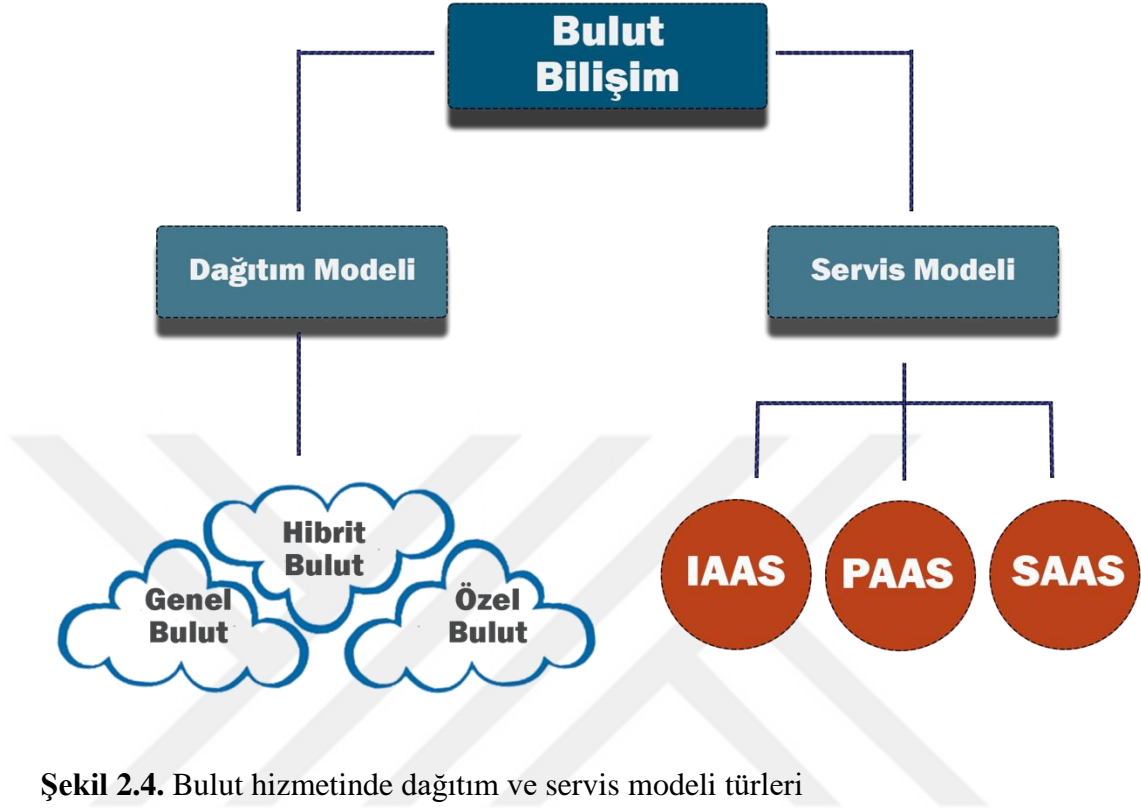 Bulut
Bilişim
Dağıtım Modeli
Servis Modeli
Hibrit
Bulut
Genel
Bulut
Özel
Bulut
IAAS
PAAS
SAAS
Şekil 2.4. Bulut hizmetinde dağıtım ve servis modeli türleri